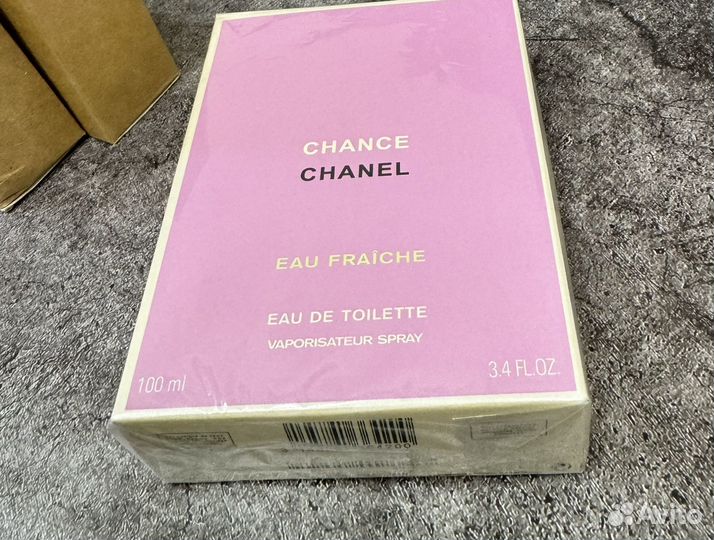 CHANCE
CHANEL
EAU FRAÎCHE
EAU DE TOILETTE
VAPORISATEUR SPRAY
100 ml
3.4 FL.OZ.
Avito